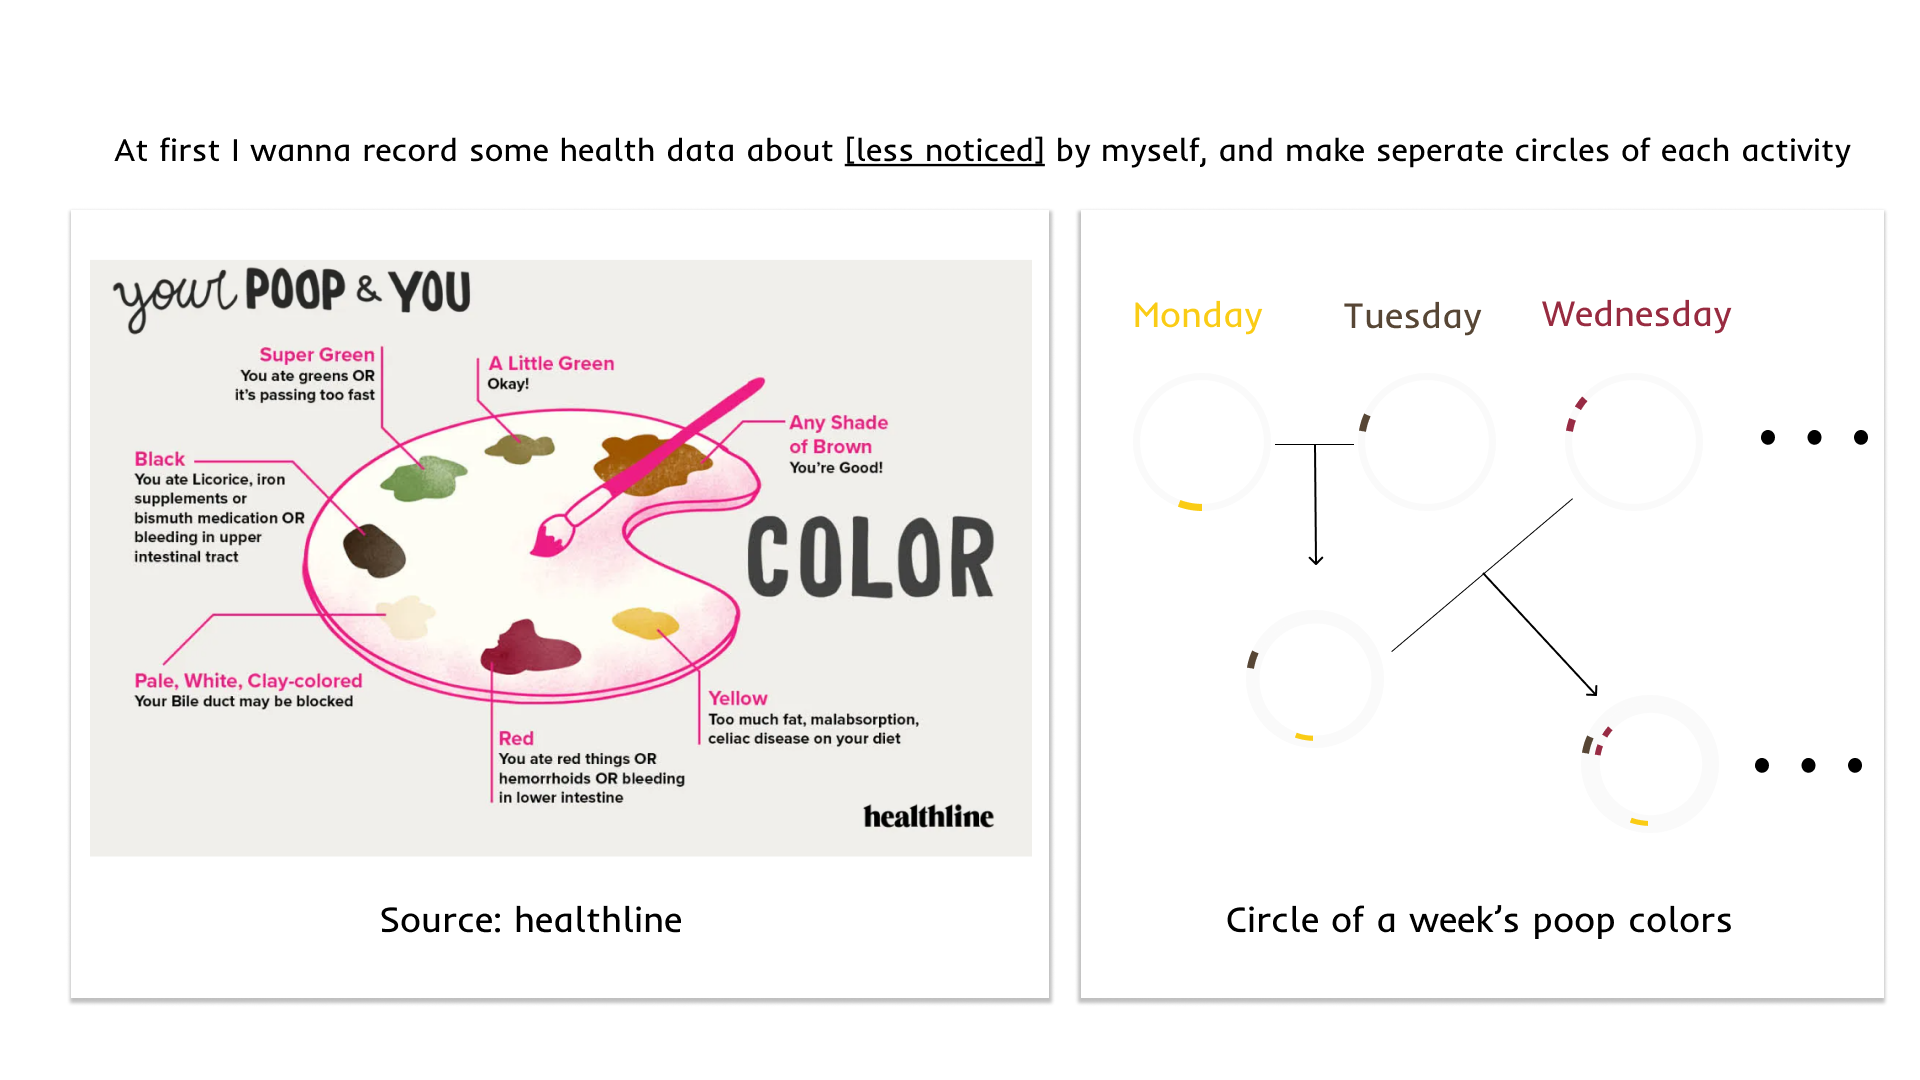 At first I wanna record some health data about [less noticed] by myself, and make seperate circles of each activity
your POOP & YOU
Super Green
You ate greens OR
it's passing too fast
A Little Green
Okay!
Any Shade
of Brown
You're Good!
Black
You ate Licorice, iron
supplements or
bismuth medication OR
bleeding in upper
intestinal tract
COLOR
Pale, White, Clay-colored
Your Bile duct may be blocked
Red
You ate red things OR
hemorrhoids OR bleeding
in lower intestine
Yellow
Too much fat, malabsorption,
celiac disease on your diet
healthline
Source: healthline
Monday
Tuesday
Wednesday
Circle of a week's poop colors